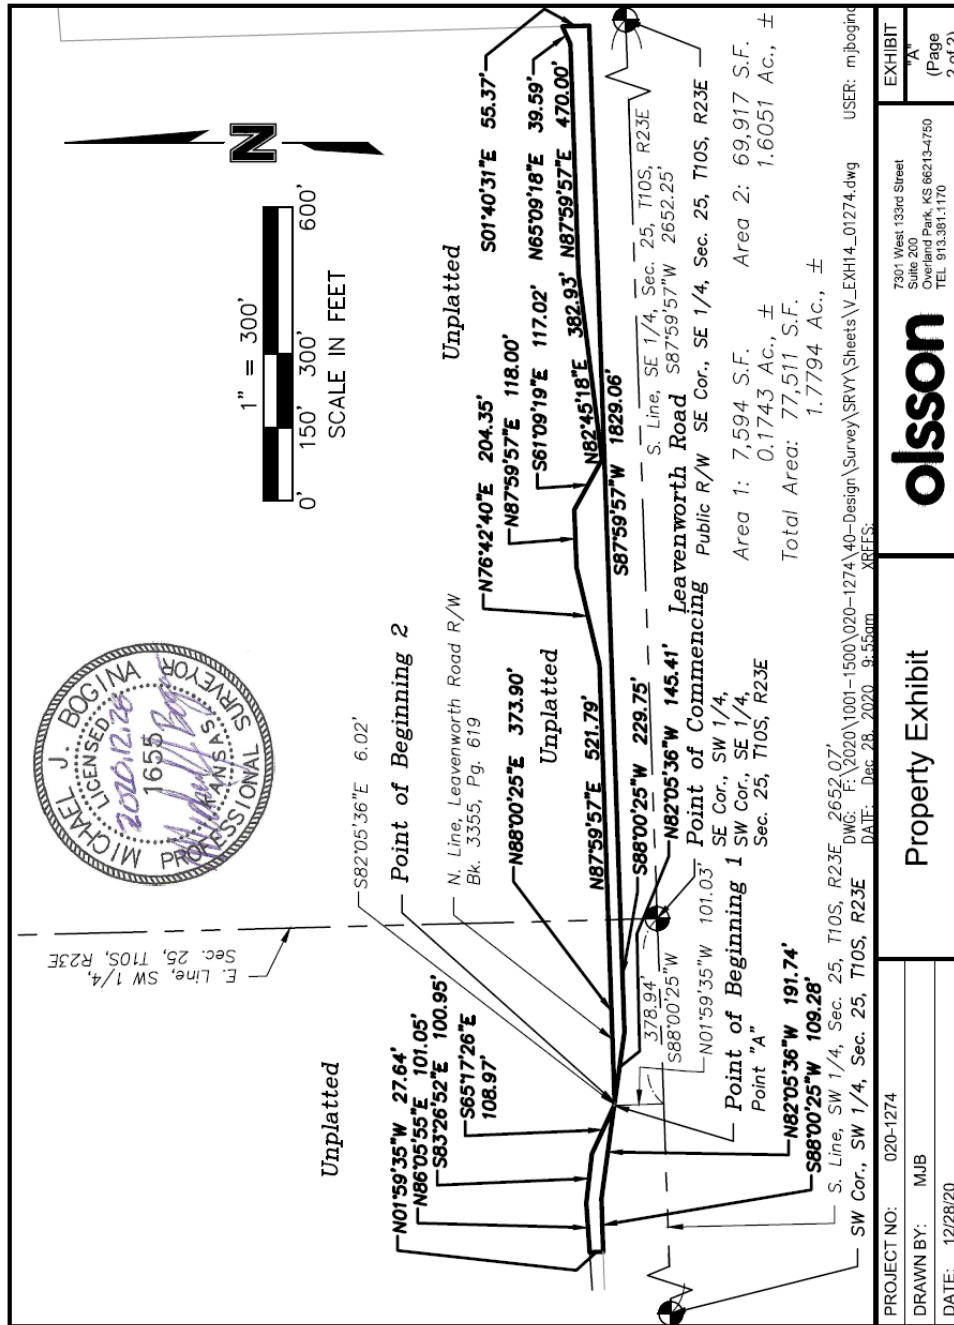 E. Line, SW 1/4,
Sec. 25, T10S, R23E
MICHAEL J. BOGINA
LICENSED
2020.12.28
1655
KANSAS
PROFESSIONAL SURVEYOR
N
1" = 300'
0' 150' 300' 600'
SCALE IN FEET
Unplatted
Unplatted
Unplatted
S82°05'36"E 6.02'
Point of Beginning 2
N. Line, Leavenworth Road R/W
Bk. 3355, Pg. 619
N01°59'35"W 27.64'
N86°05'55"E 101.05'
S83°26'52"E 100.95'
S65°17'26"E
108.97'
N88°00'25"E 373.90'
N87°59'57"E 521.79'
N76°42'40"E 204.35'
N87°59'57"E 118.00'
S61°09'19"E 117.02'
N82°45'18"E 382.93'
N87°59'57"E 470.00'
N65°09'18"E 39.59'
S01°40'31"E 55.37'
S87°59'57"W 1829.06'
S. Line, SE 1/4, Sec. 25, T10S, R23E
S87°59'57"W 2652.25'
Leavenworth Road
Public R/W
SE Cor., SE 1/4, Sec. 25, T10S, R23E
S88°00'25"W 229.75'
N82°05'36"W 145.41'
Point of Commencing
SE Cor., SW 1/4,
SW Cor., SE 1/4,
Sec. 25, T10S, R23E
378.94'
S88°00'25"W
N01°59'35"W 101.03'
Point of Beginning 1
Point "A"
N82°05'36"W 191.74'
S88°00'25"W 109.28'
S. Line, SW 1/4, Sec. 25, T10S, R23E 2652.07'
SW Cor., SW 1/4, Sec. 25, T10S, R23E
Area 1: 7,594 S.F.
0.1743 Ac., ±
Area 2: 69,917 S.F.
1.6051 Ac., ±
Total Area: 77,511 S.F.
1.7794 Ac., ±
DWG: F:\2020\1001-1500\020-1274\40-Design\Survey\SRVY\Sheets\V_EXH14_01274.dwg USER: mjbogina
DATE: Dec 28, 2020 9:55am XREFS:
PROJECT NO: 020-1274
DRAWN BY: MJB
DATE: 12/28/20
Property Exhibit
olsson
7301 West 133rd Street
Suite 200
Overland Park, KS 66213-4750
TEL 913.381.1170
EXHIBIT
"A"
(Page
2 of 2)